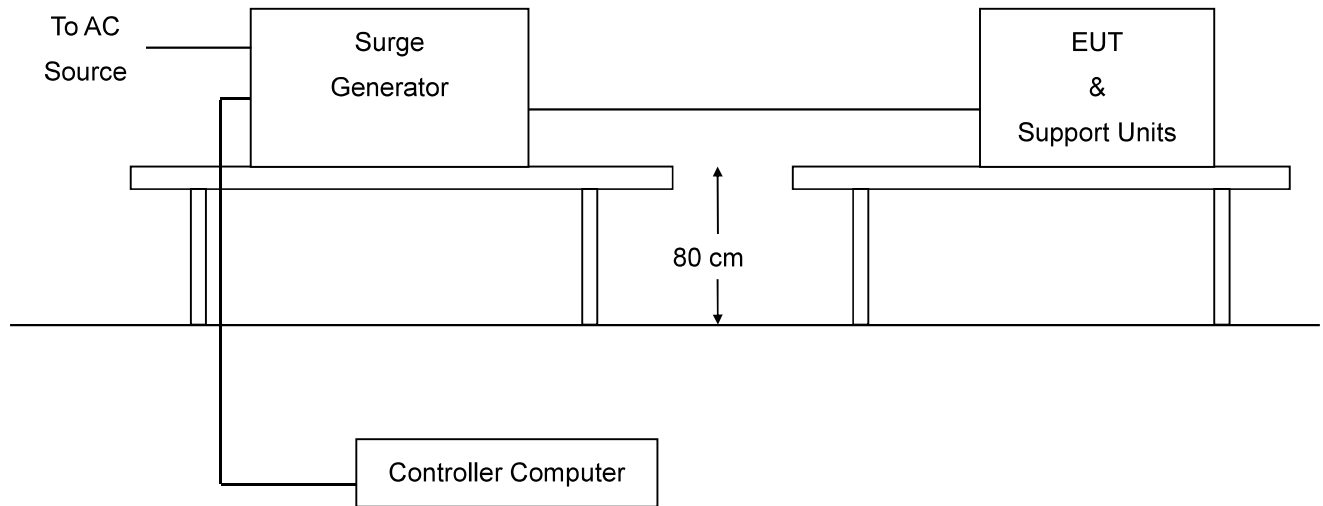 To AC
Source
Surge
Generator
EUT
&
Support Units
80 cm
Controller Computer